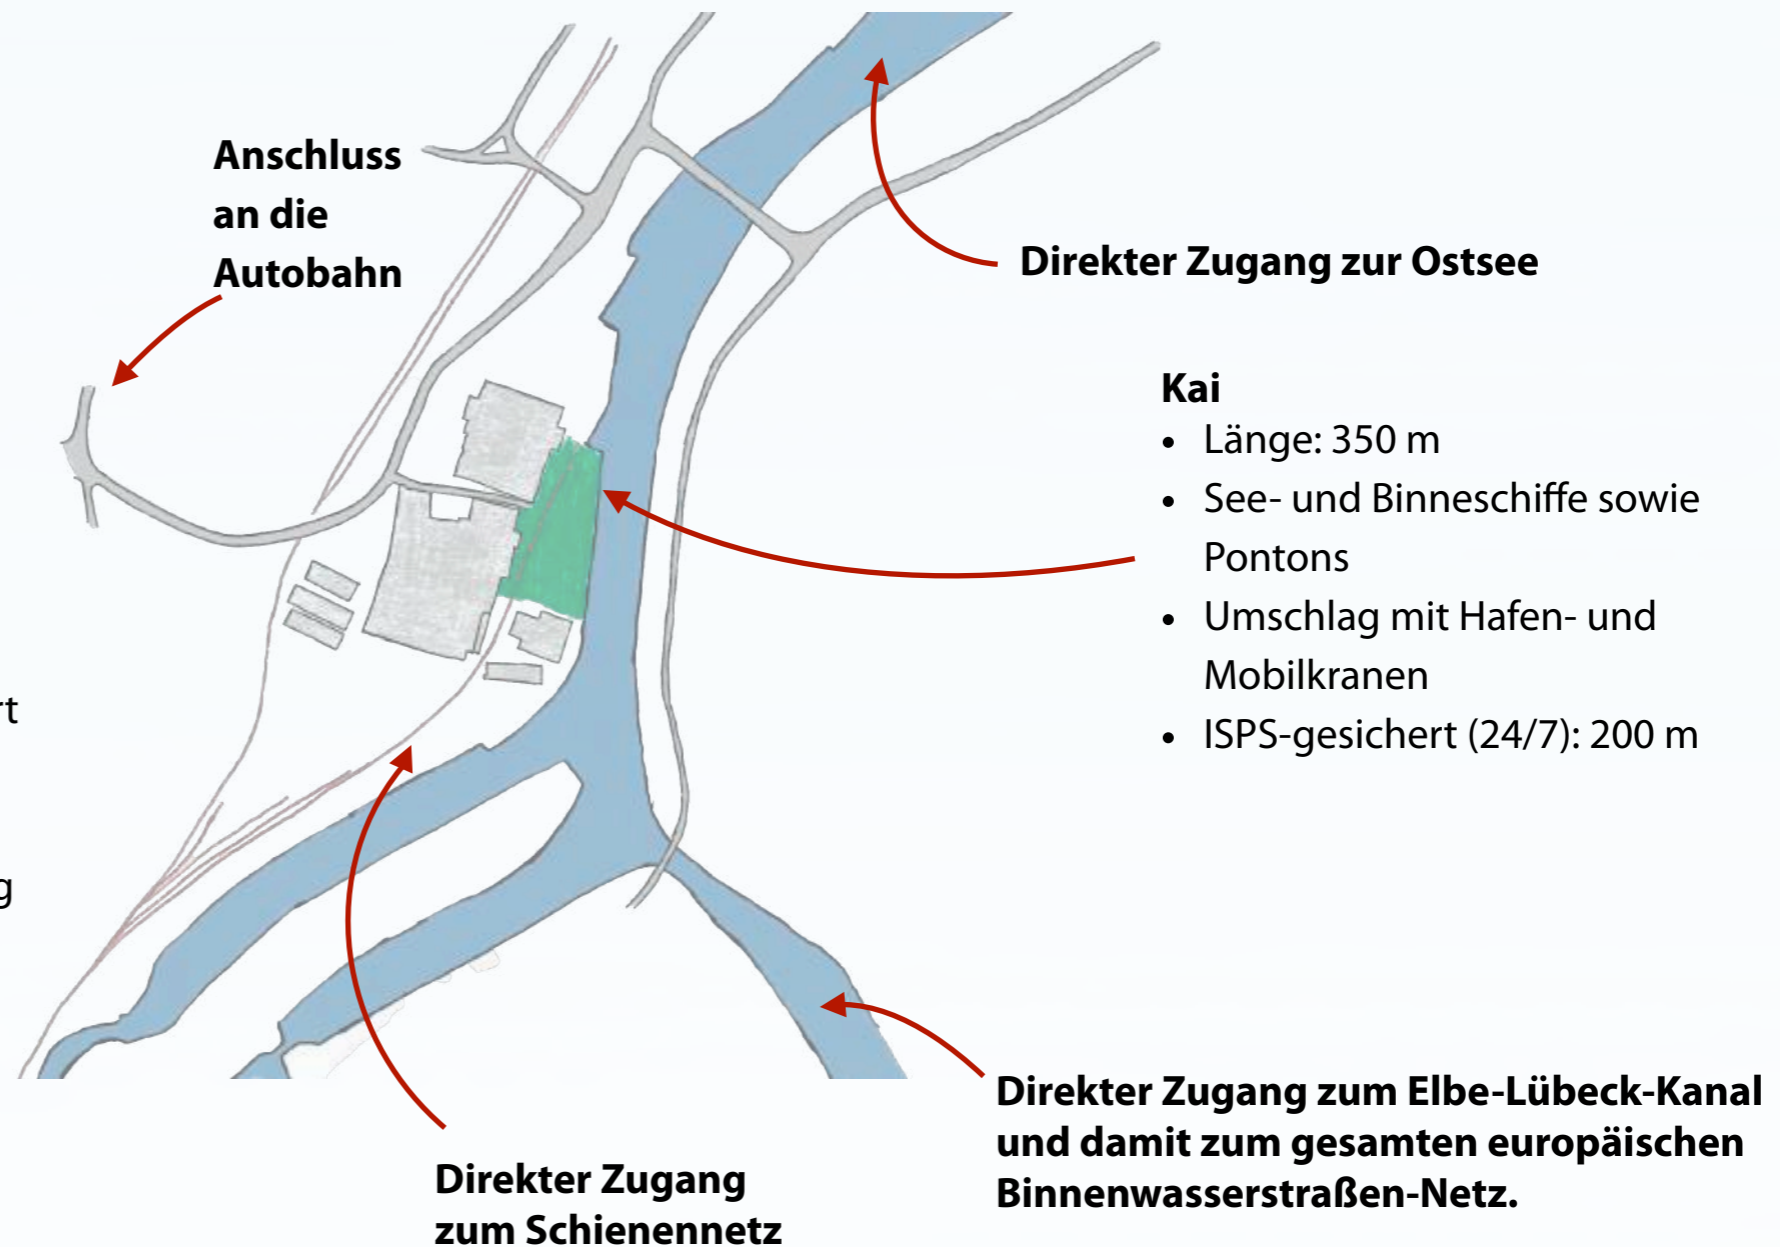 Anschluss
an die
Autobahn
Direkter Zugang zur Ostsee
Kai
• Länge: 350 m
• See- und Binneschiffe sowie
Pontons
• Umschlag mit Hafen- und
Mobilkranen
• ISPS-gesichert (24/7): 200 m
rt
g
Direkter Zugang zum Elbe-Lübeck-Kanal
und damit zum gesamten europäischen
Binnenwasserstraßen-Netz.
Direkter Zugang
zum Schienennetz